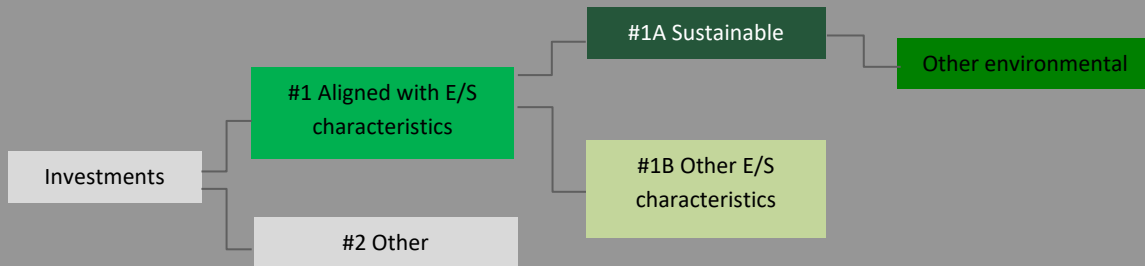 #1A Sustainable
Other environmental
#1 Aligned with E/S
characteristics
Investments
#1B Other E/S
characteristics
#2 Other